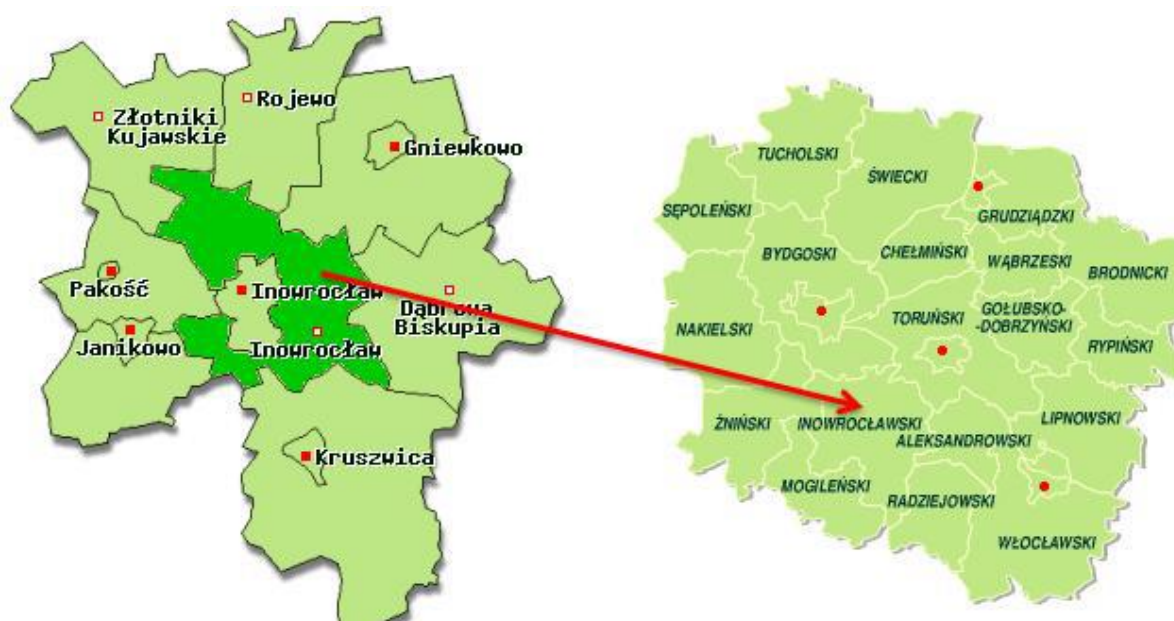 Rojewo
Złotniki
Kujawskie
Gniewkowo
Pakość
Inowrocław
Dąbrowa
Biskupia
Janikowo
Inowrocław
Kruszwica
TUCHOLSKI
ŚWIECKI
SĘPOLEŃSKI
GRUDZIĄDZKI
BYDGOSKI
CHEŁMIŃSKI
WĄBRZESKI
BRODNICKI
NAKIELSKI
TORUŃSKI
GOŁUBSKO-
-DOBRZYŃSKI
RYPIŃSKI
ŻNIŃSKI
INOWROCŁAWSKI
LIPNOWSKI
ALEKSANDROWSKI
MOGILEŃSKI
RADZIEJOWSKI
WŁOCŁAWSKI